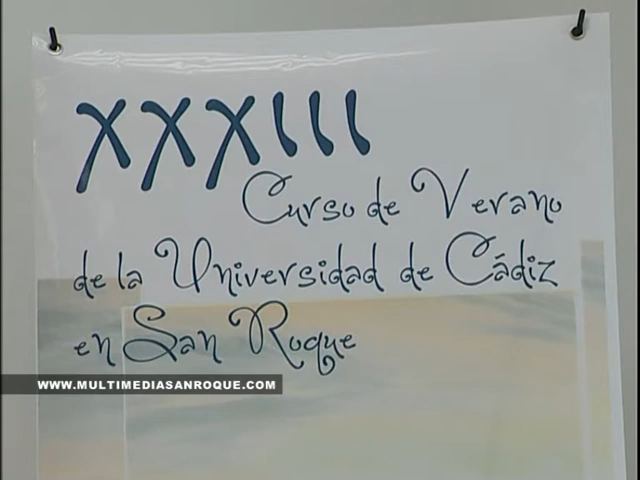 XXXIII
Curso de Verano
de la Universidad de Cádiz
en San Roque
WWW.MULTIMEDIASANROQUE.COM